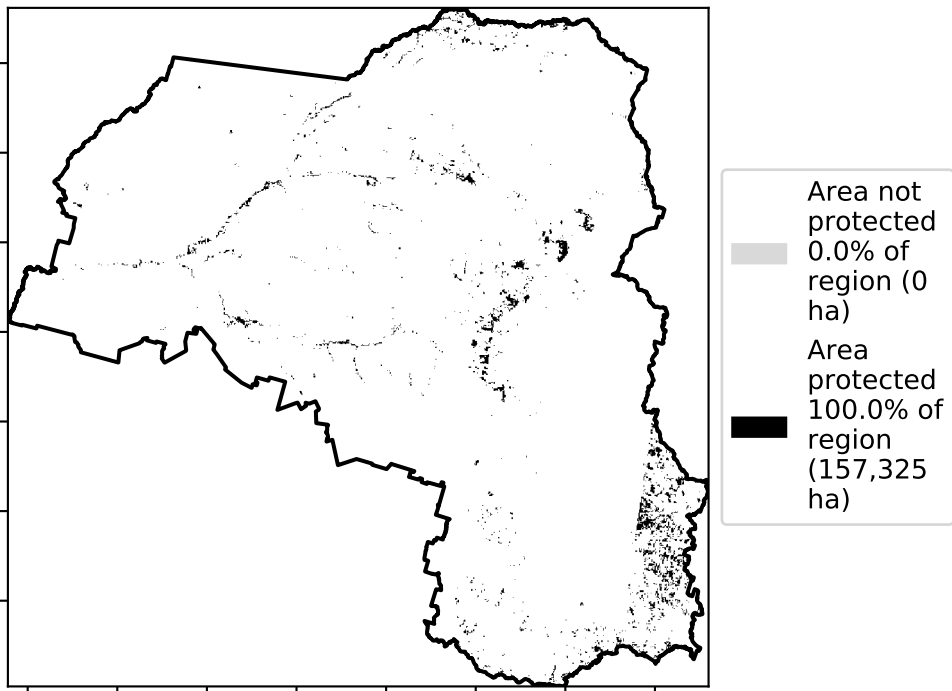 Area not
protected
0.0% of
region (0
ha)
Area
protected
100.0% of
region
(157,325
ha)